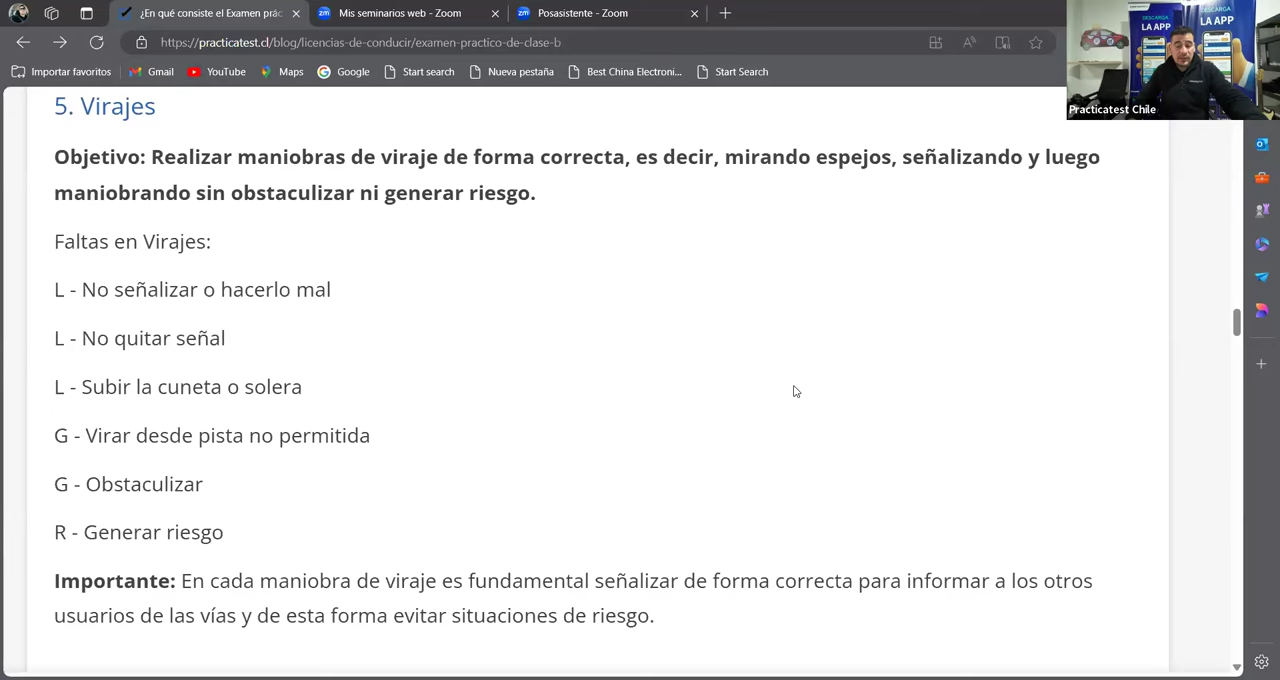 ¿En qué consiste el Examen prác
Mis seminarios web - Zoom
Posasistente - Zoom
https://practicatest.cl/blog/licencias-de-conducir/examen-practico-de-clase-b
Importar favoritos
Gmail
YouTube
Maps
Google
Start search
Nueva pestaña
Best China Electroni...
Start Search
DESCARGA
LA APP
DESCARGA
LA APP
Practicatest Chile
5. Virajes
Objetivo: Realizar maniobras de viraje de forma correcta, es decir, mirando espejos, señalizando y luego
maniobrando sin obstaculizar ni generar riesgo.
Faltas en Virajes:
L - No señalizar o hacerlo mal
L - No quitar señal
L - Subir la cuneta o solera
G - Virar desde pista no permitida
G - Obstaculizar
R - Generar riesgo
Importante: En cada maniobra de viraje es fundamental señalizar de forma correcta para informar a los otros
usuarios de las vías y de esta forma evitar situaciones de riesgo.